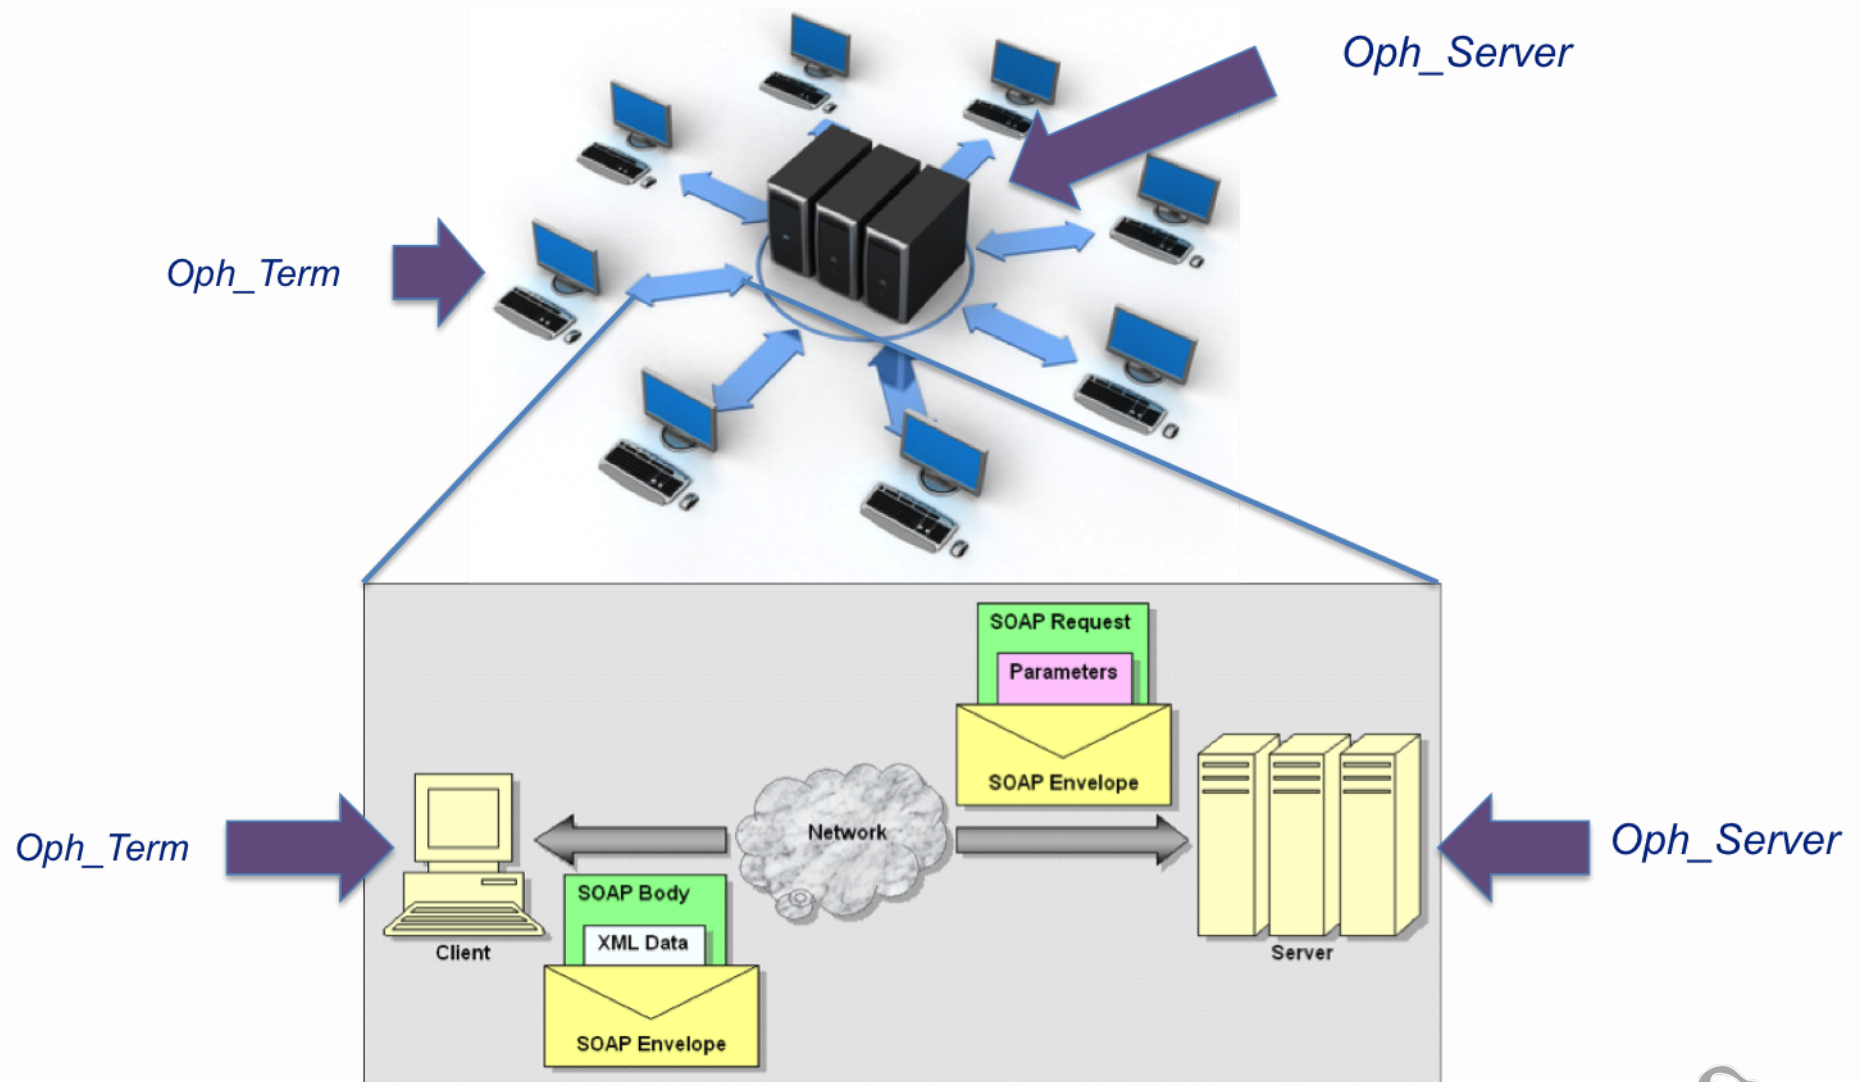 Oph_Server
Oph_Term
SOAP Request
Parameters
SOAP Envelope
Network
Oph_Term
Oph_Server
SOAP Body
XML Data
Client
Server
SOAP Envelope